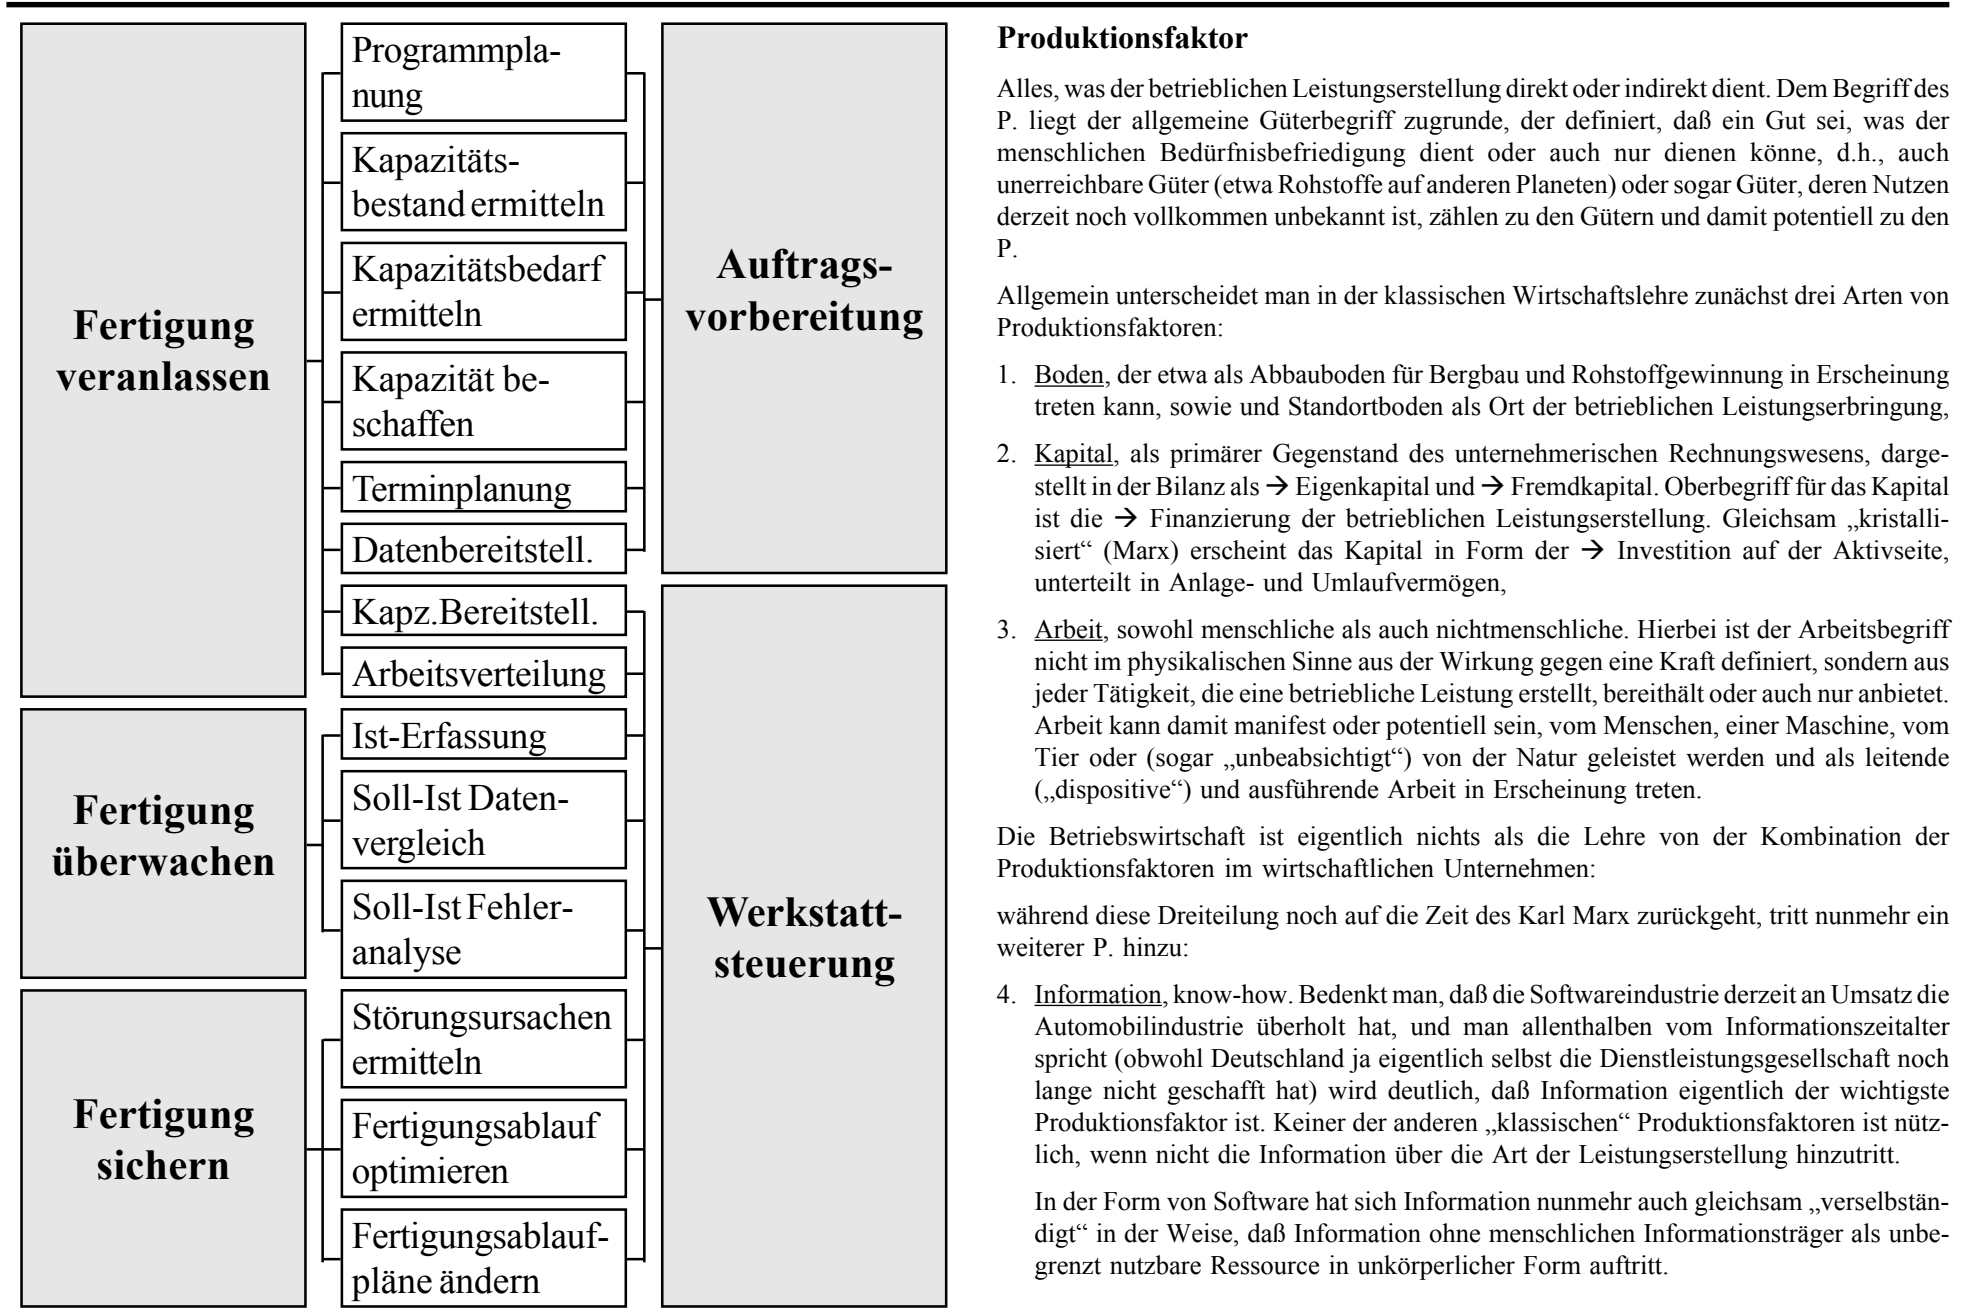 Fertigung
veranlassen
Programmpla-
nung
Kapazitäts-
bestand ermitteln
Kapazitätsbedarf
ermitteln
Kapazität be-
schaffen
Terminplanung
Datenbereitstell.
Kapz.Bereitstell.
Arbeitsverteilung
Auftrags-
vorbereitung
Fertigung
überwachen
Ist-Erfassung
Soll-Ist Daten-
vergleich
Soll-Ist Fehler-
analyse
Fertigung
sichern
Störungsursachen
ermitteln
Fertigungsablauf
optimieren
Fertigungsablauf-
pläne ändern
Werkstatt-
steuerung
Produktionsfaktor
Alles, was der betrieblichen Leistungserstellung direkt oder indirekt dient. Dem Begriff des
P. liegt der allgemeine Güterbegriff zugrunde, der definiert, daß ein Gut sei, was der
menschlichen Bedürfnisbefriedigung dient oder auch nur dienen könne, d.h., auch
unerreichbare Güter (etwa Rohstoffe auf anderen Planeten) oder sogar Güter, deren Nutzen
derzeit noch vollkommen unbekannt ist, zählen zu den Gütern und damit potentiell zu den
P.
Allgemein unterscheidet man in der klassischen Wirtschaftslehre zunächst drei Arten von
Produktionsfaktoren:
1. Boden, der etwa als Abbauboden für Bergbau und Rohstoffgewinnung in Erscheinung
treten kann, sowie und Standortboden als Ort der betrieblichen Leistungserbringung,
2. Kapital, als primärer Gegenstand des unternehmerischen Rechnungswesens, darge-
stellt in der Bilanz als → Eigenkapital und → Fremdkapital. Oberbegriff für das Kapital
ist die → Finanzierung der betrieblichen Leistungserstellung. Gleichsam „kristalli-
siert“ (Marx) erscheint das Kapital in Form der → Investition auf der Aktivseite,
unterteilt in Anlage- und Umlaufvermögen,
3. Arbeit, sowohl menschliche als auch nichtmenschliche. Hierbei ist der Arbeitsbegriff
nicht im physikalischen Sinne aus der Wirkung gegen eine Kraft definiert, sondern aus
jeder Tätigkeit, die eine betriebliche Leistung erstellt, bereithält oder auch nur anbietet.
Arbeit kann damit manifest oder potentiell sein, vom Menschen, einer Maschine, vom
Tier oder (sogar „unbeabsichtigt“) von der Natur geleistet werden und als leitende
(„dispositive“) und ausführende Arbeit in Erscheinung treten.
Die Betriebswirtschaft ist eigentlich nichts als die Lehre von der Kombination der
Produktionsfaktoren im wirtschaftlichen Unternehmen:
während diese Dreiteilung noch auf die Zeit des Karl Marx zurückgeht, tritt nunmehr ein
weiterer P. hinzu:
4. Information, know-how. Bedenkt man, daß die Softwareindustrie derzeit an Umsatz die
Automobilindustrie überholt hat, und man allenthalben vom Informationszeitalter
spricht (obwohl Deutschland ja eigentlich selbst die Dienstleistungsgesellschaft noch
lange nicht geschafft hat) wird deutlich, daß Information eigentlich der wichtigste
Produktionsfaktor ist. Keiner der anderen „klassischen“ Produktionsfaktoren ist nütz-
lich, wenn nicht die Information über die Art der Leistungserstellung hinzutritt.
In der Form von Software hat sich Information nunmehr auch gleichsam „verselbstän-
digt“ in der Weise, daß Information ohne menschlichen Informationsträger als unbe-
grenzt nutzbare Ressource in unkörperlicher Form auftritt.